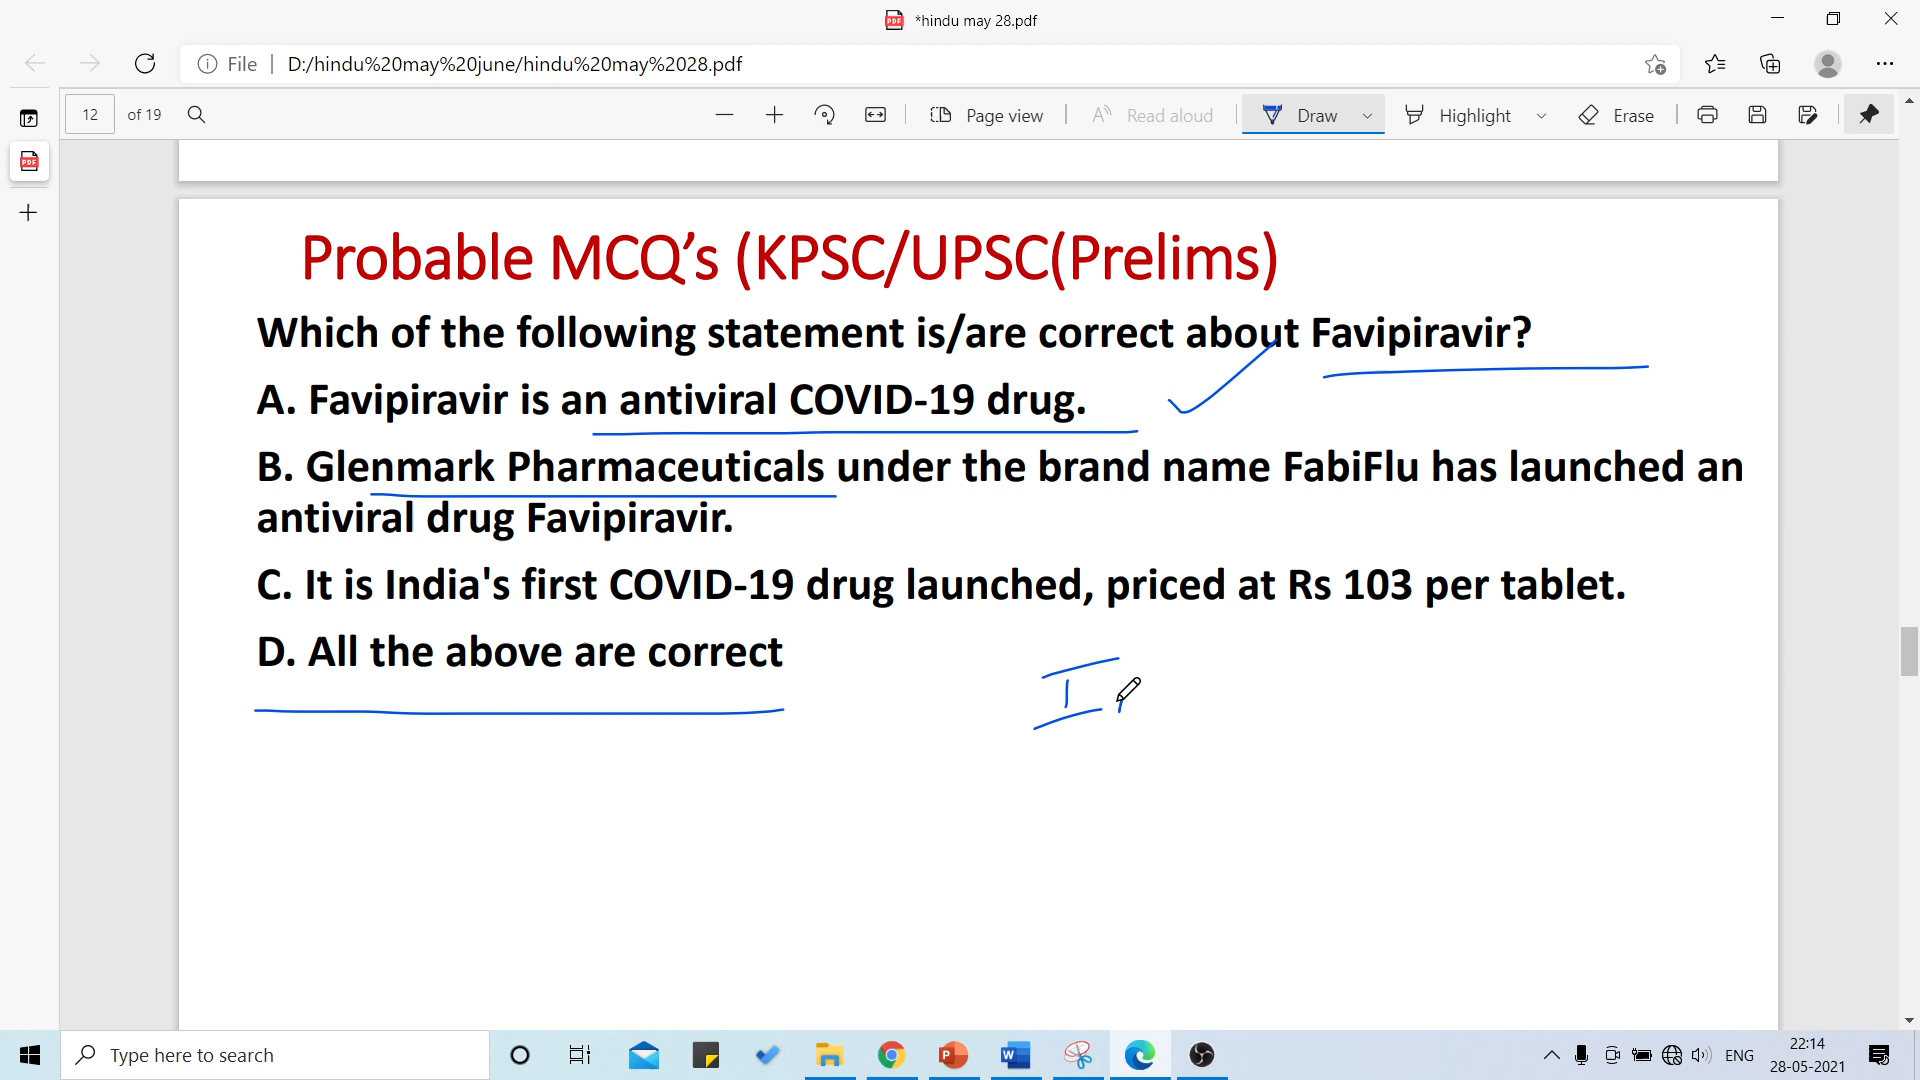 *hindu may 28.pdf
File
D:/hindu%20may%20june/hindu%20may%2028.pdf
12 of 19
Page view
Read aloud
Draw
Highlight
Erase
Probable MCQ’s (KPSC/UPSC(Prelims)
Which of the following statement is/are correct about Favipiravir?
A. Favipiravir is an antiviral COVID-19 drug.
B. Glenmark Pharmaceuticals under the brand name FabiFlu has launched an
antiviral drug Favipiravir.
C. It is India's first COVID-19 drug launched, priced at Rs 103 per tablet.
D. All the above are correct
I
Type here to search
ENG
22:14
28-05-2021